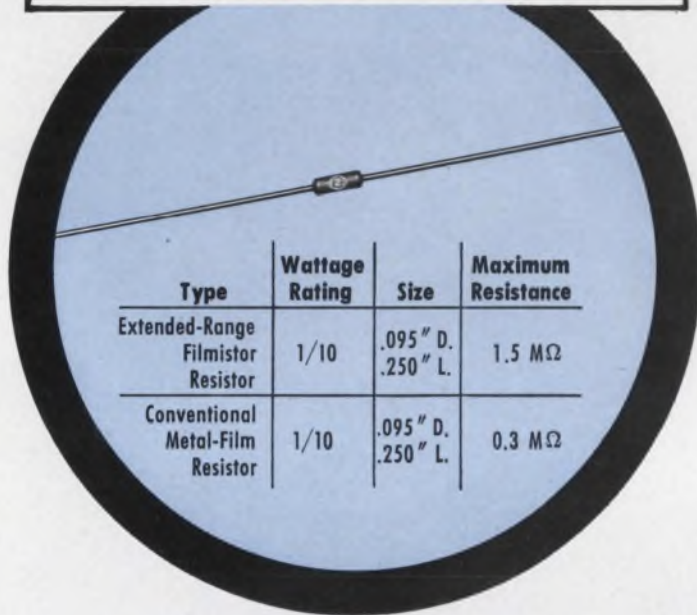 Type Wattage Rating Size Maximum Resistance
Extended-Range Filmistor Resistor 1/10 .095" D. .250" L. 1.5 MΩ
Conventional Metal-Film Resistor 1/10 .095" D. .250" L. 0.3 MΩ